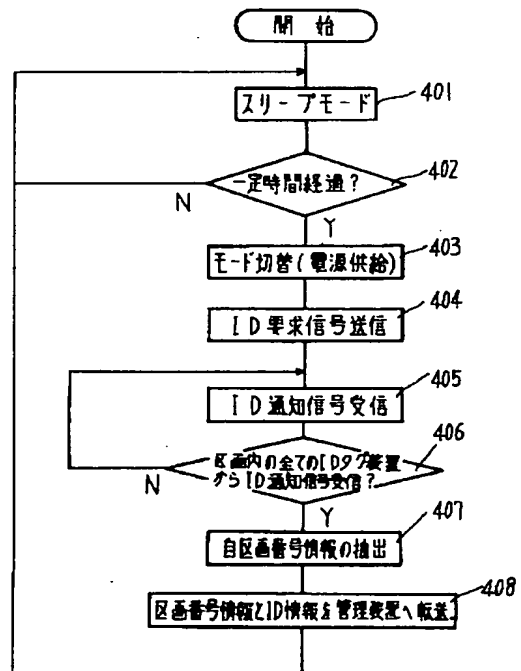 開始
スリープモード
401
一定時間経過?
402
N
Y
モード切替(電源供給)
403
404
ID要求信号送信
405
ID通知信号受信
区画内の全てのIDタグ装置
からID通知信号受信?
406
N
Y
407
自区画番号情報の抽出
408
区画番号情報とID情報を管理装置へ転送